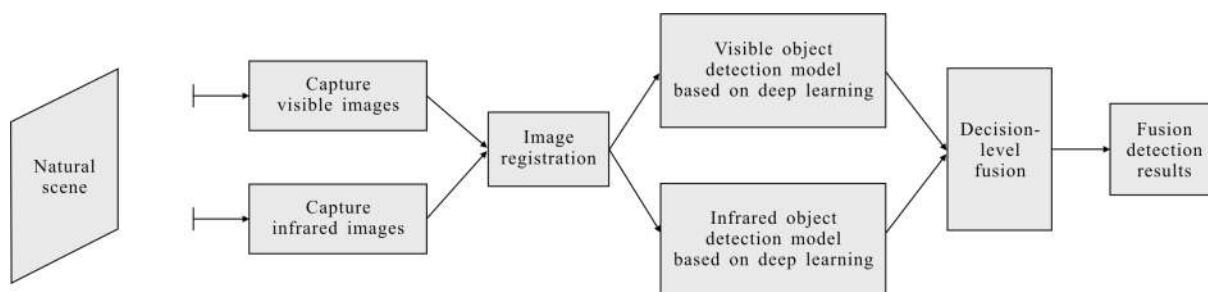 Natural
scene
Capture
visible images
Capture
infrared images
Image
registration
Visible object
detection model
based on deep learning
Infrared object
detection model
based on deep learning
Decision-
level
fusion
Fusion
detection
results